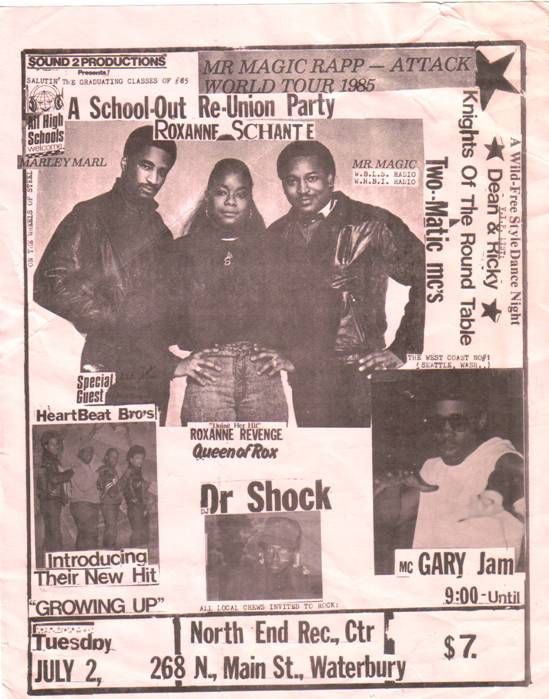 SOUND 2 PRODUCTIONS
Presents!
SALUTIN' THE GRADUATING CLASSES OF £85
MR MAGIC RAPP — ATTACK
WORLD TOUR 1985
A School-Out Re-Union Party
All High
Schools
welcome
ROXANNE SCHANTE
MARLEY MARL
ON THE WHEELS OF STEEL
MR. MAGIC
W.B.L.S. RADIO
W.H.B.I. RADIO
Two-Matic mc's
Knights Of The Round Table
Dean & Ricky
A Wild-Free Style Dance Night
THE WEST COAST NO#1
(SEATTLE, WASH,.)
Special
Guest
HeartBeat Bro's
"Doing Her Hit"
ROXANNE REVENGE
Queen of Rox
DJ
Dr Shock
Introducing
Their New Hit
"GROWING UP"
MC GARY Jam
9:00-Until
ALL LOCAL CREWS INVITED TO ROCK:
Tuesday
JULY 2,
North End Rec., Ctr
268 N., Main St., Waterbury
$7.